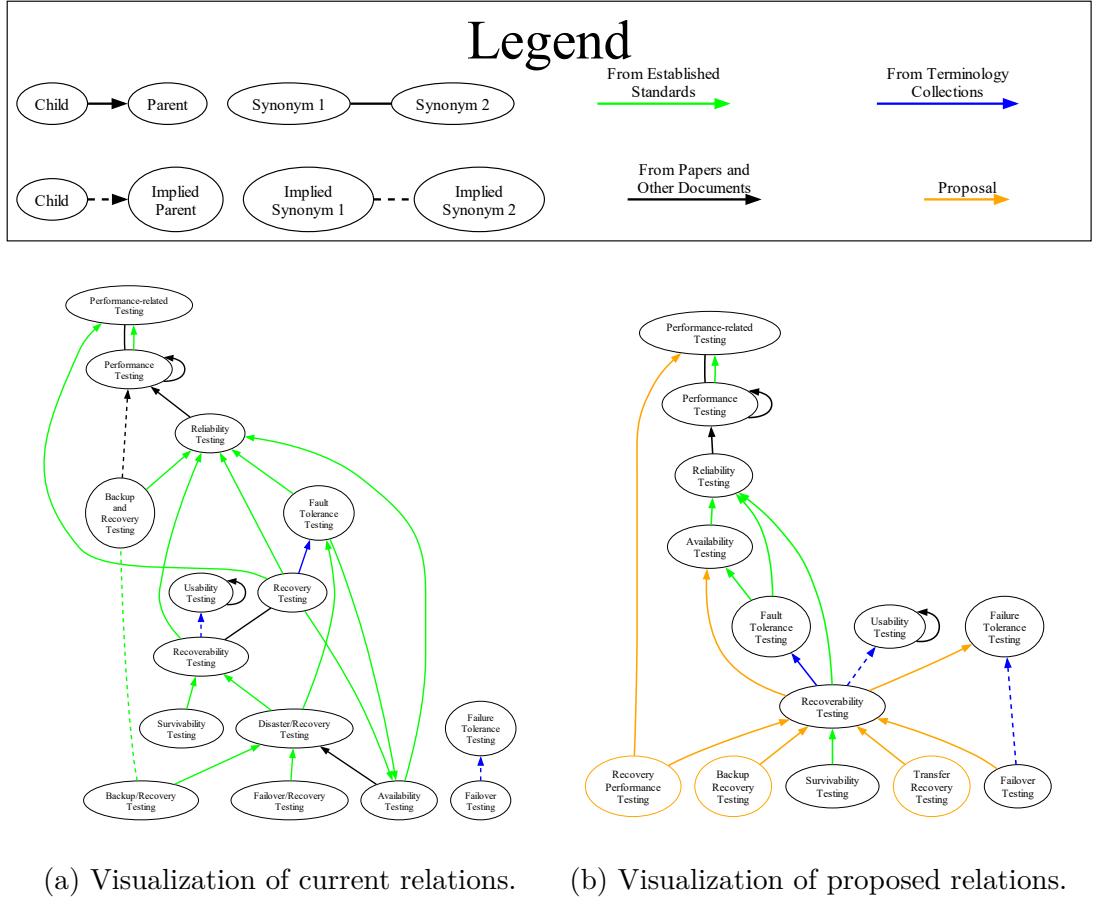 Legend
Child
Parent
Synonym 1
Synonym 2
From Established
Standards
From Terminology
Collections
Child
Implied
Parent
Implied
Synonym 1
Implied
Synonym 2
From Papers and
Other Documents
Proposal
Performance-related
Testing
Performance
Testing
Reliability
Testing
Backup
and
Recovery
Testing
Fault
Tolerance
Testing
Usability
Testing
Recovery
Testing
Recoverability
Testing
Survivability
Testing
Disaster/Recovery
Testing
Failure
Tolerance
Testing
Backup/Recovery
Testing
Failover/Recovery
Testing
Availability
Testing
Failover
Testing
(a) Visualization of current relations.
Performance-related
Testing
Performance
Testing
Reliability
Testing
Availability
Testing
Fault
Tolerance
Testing
Usability
Testing
Failure
Tolerance
Testing
Recoverability
Testing
Recovery
Performance
Testing
Backup
Recovery
Testing
Survivability
Testing
Transfer
Recovery
Testing
Failover
Testing
(b) Visualization of proposed relations.